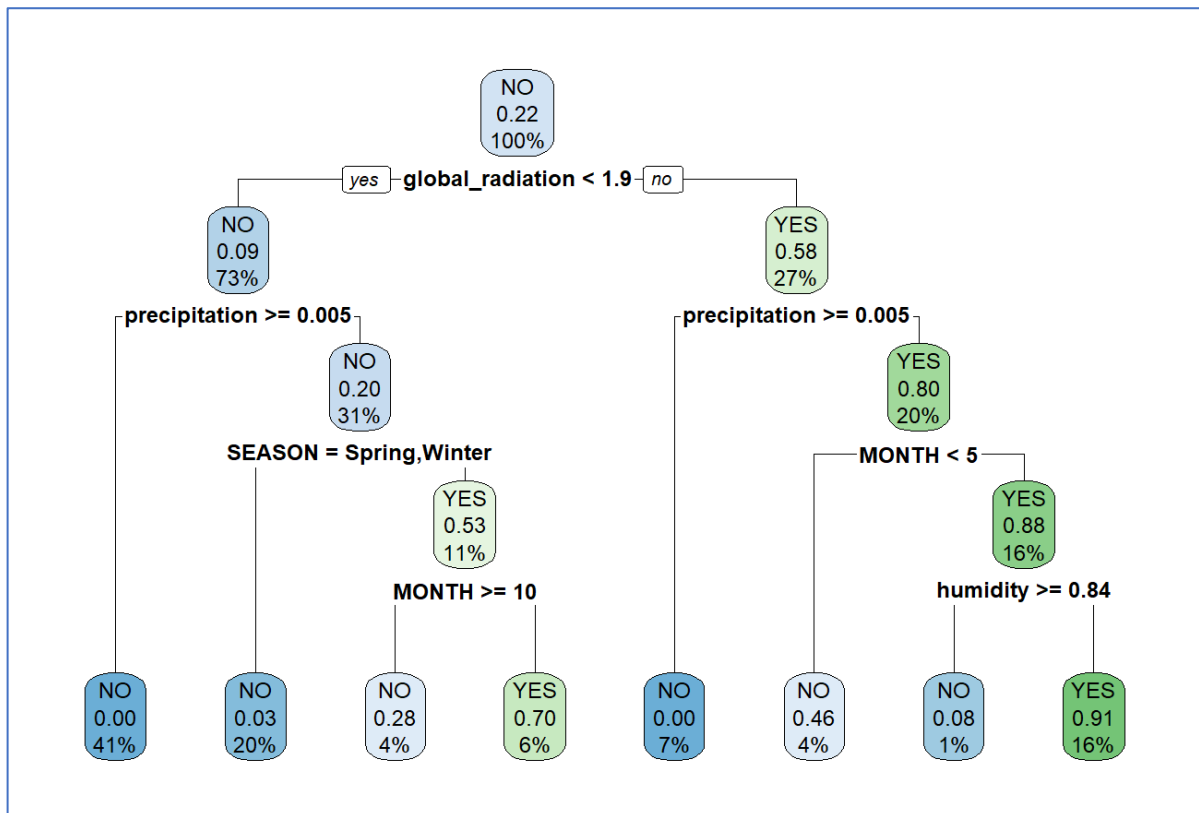 NO
0.22
100%
yes global_radiation < 1.9 no
NO
0.09
73%
YES
0.58
27%
precipitation >= 0.005
precipitation >= 0.005
NO
0.20
31%
YES
0.80
20%
SEASON = Spring,Winter
MONTH < 5
YES
0.53
11%
YES
0.88
16%
MONTH >= 10
humidity >= 0.84
NO
0.00
41%
NO
0.03
20%
NO
0.28
4%
YES
0.70
6%
NO
0.00
7%
NO
0.46
4%
NO
0.08
1%
YES
0.91
16%